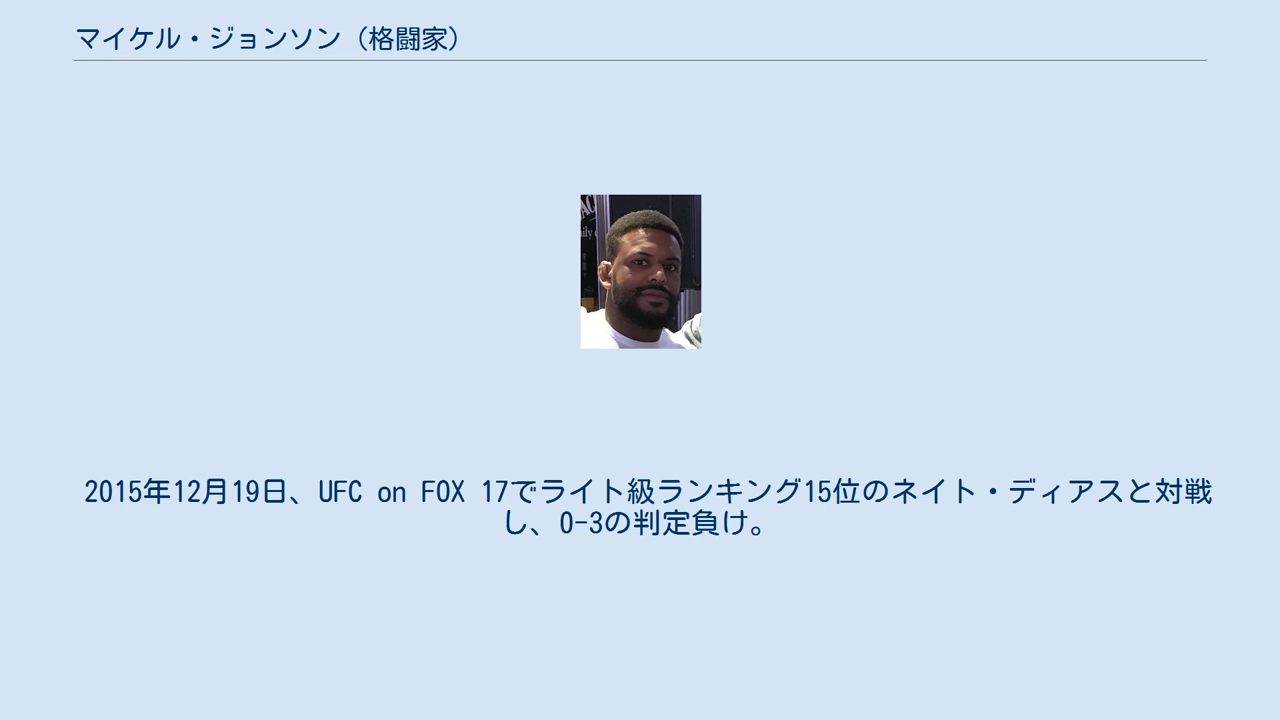 マイケル・ジョンソン（格闘家）
2015年12月19日、UFC on FOX 17でライト級ランキング15位のネイト・ディアスと対戦
し、0-3の判定負け。